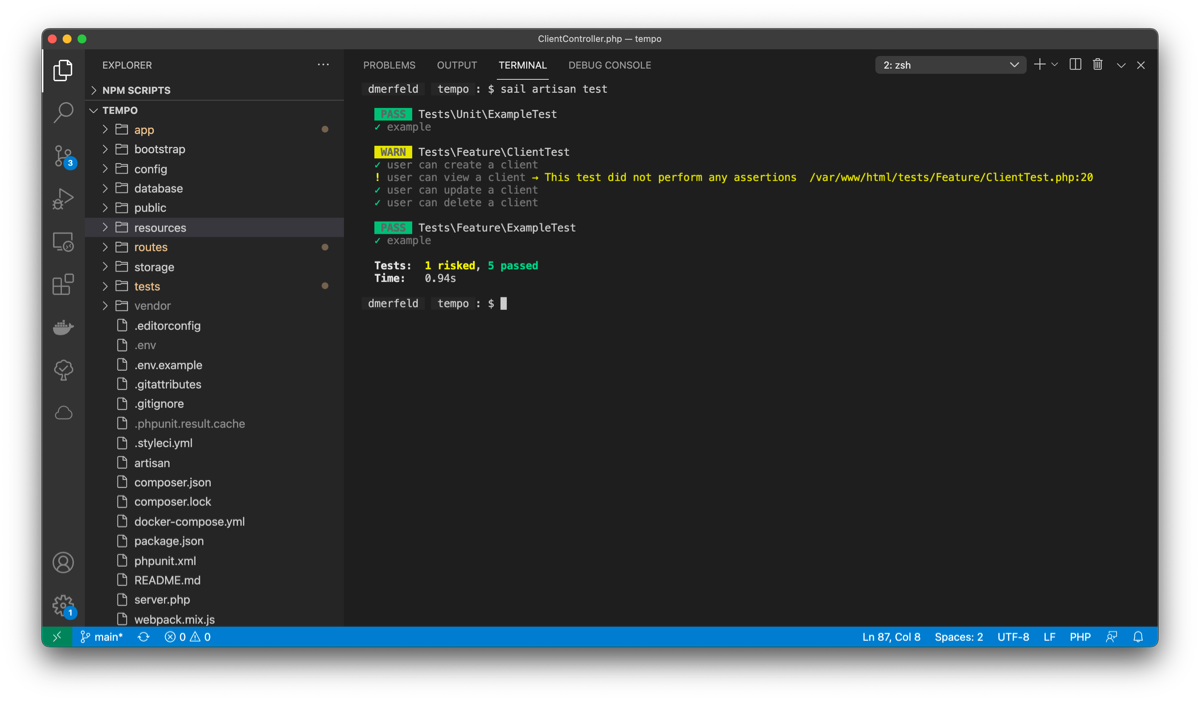 ClientController.php — tempo
EXPLORER
NPM SCRIPTS
TEMPO
app
bootstrap
config
database
public
resources
routes
storage
tests
vendor
.editorconfig
.env
.env.example
.gitattributes
.gitignore
.phpunit.result.cache
.styleci.yml
artisan
composer.json
composer.lock
docker-compose.yml
package.json
phpunit.xml
README.md
server.php
webpack.mix.js
3
1
PROBLEMS OUTPUT TERMINAL DEBUG CONSOLE
2: zsh
dmerfeld tempo : $ sail artisan test
PASS Tests\Unit\ExampleTest
✓ example
WARN Tests\Feature\ClientTest
✓ user can create a client
! user can view a client → This test did not perform any assertions /var/www/html/tests/Feature/ClientTest.php:20
✓ user can update a client
✓ user can delete a client
PASS Tests\Feature\ExampleTest
✓ example
Tests: 1 risked, 5 passed
Time: 0.94s
dmerfeld tempo : $
main* 0 0 Ln 87, Col 8 Spaces: 2 UTF-8 LF PHP